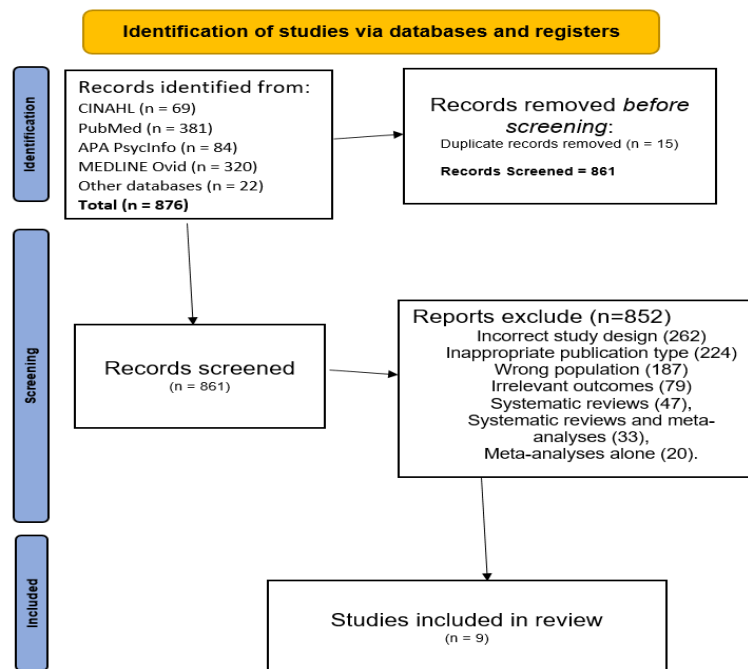 Identification of studies via databases and registers
Identification
Records identified from:
CINAHL (n = 69)
PubMed (n = 381)
APA PsycInfo (n = 84)
MEDLINE Ovid (n = 320)
Other databases (n = 22)
Total (n = 876)
Records removed before
screening:
Duplicate records removed (n = 15)
Records Screened = 861
Screening
Records screened
(n = 861)
Reports exclude (n=852)
Incorrect study design (262)
Inappropriate publication type (224)
Wrong population (187)
Irrelevant outcomes (79)
Systematic reviews (47),
Systematic reviews and meta-
analyses (33),
Meta-analyses alone (20).
Included
Studies included in review
(n = 9)